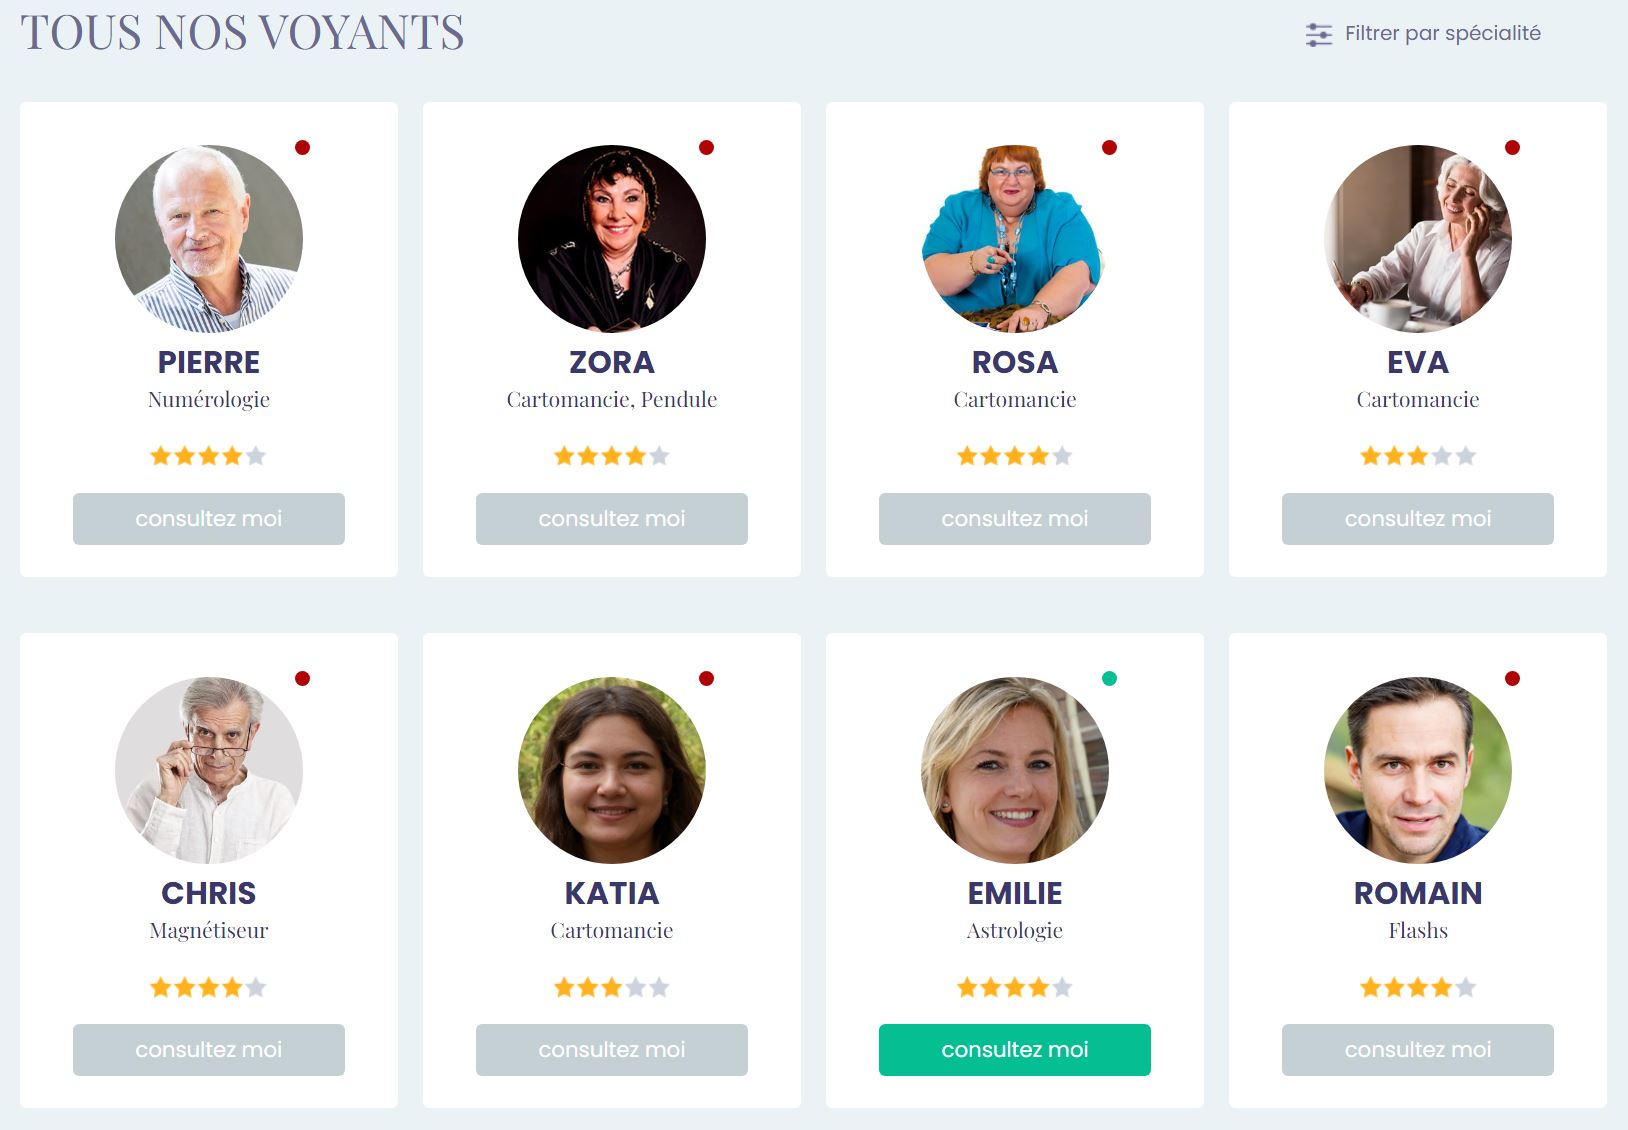 TOUS NOS VOYANTS
Filtrer par spécialité
PIERRE
Numérologie
consultez moi
ZORA
Cartomancie, Pendule
consultez moi
ROSA
Cartomancie
consultez moi
EVA
Cartomancie
consultez moi
CHRIS
Magnétiseur
consultez moi
KATIA
Cartomancie
consultez moi
EMILIE
Astrologie
consultez moi
ROMAIN
Flashs
consultez moi